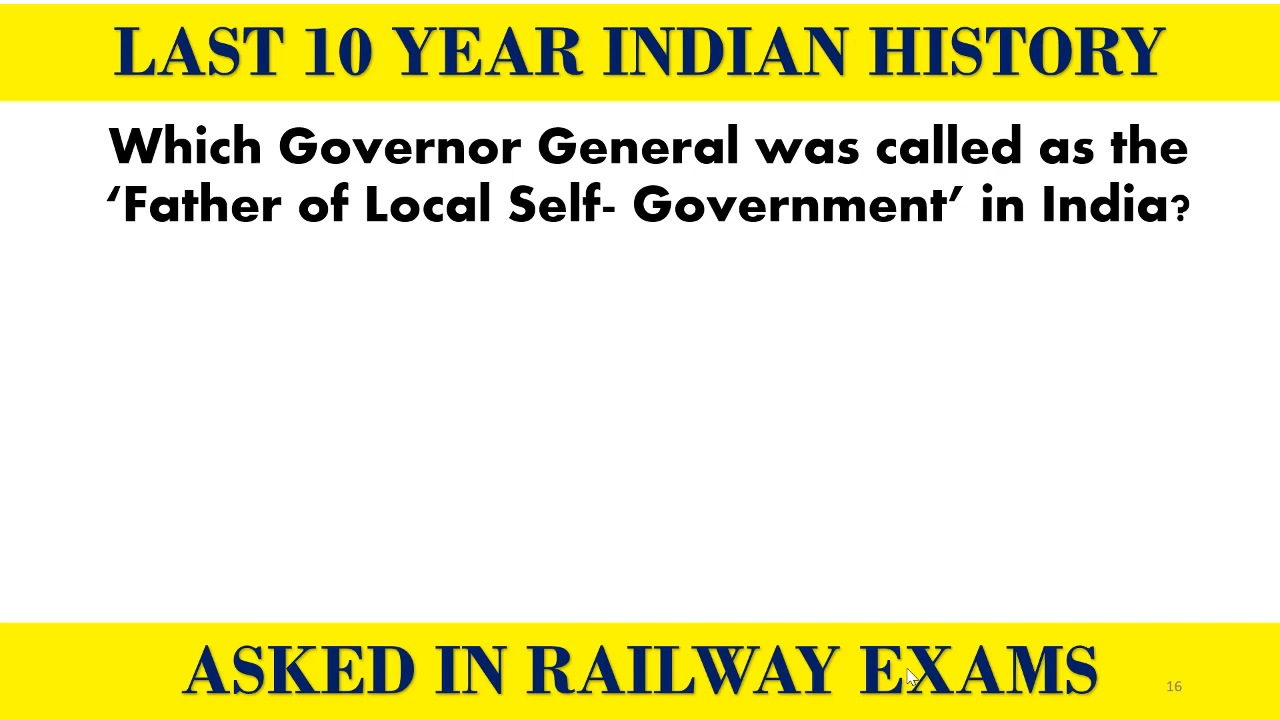 LAST 10 YEAR INDIAN HISTORY
Which Governor General was called as the
‘Father of Local Self- Government’ in India?
ASKED IN RAILWAY EXAMS
16